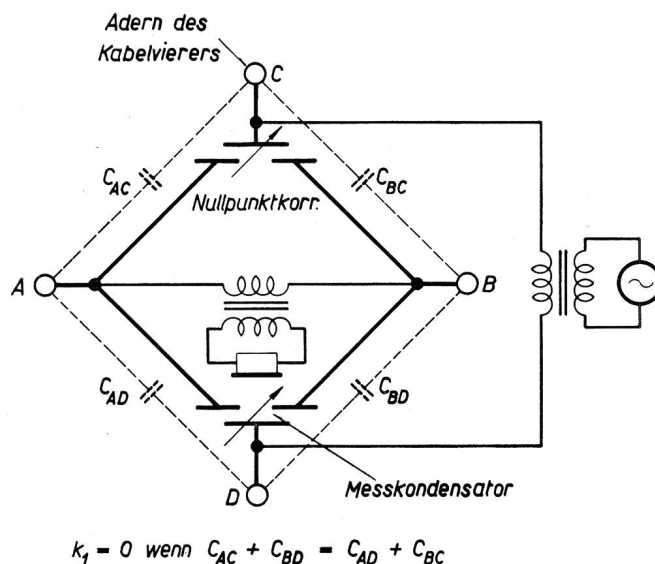 Adern des
Kabelvierers
C
C_AC
C_BC
Nullpunktkorr.
A
B
C_AD
C_BD
D
Messkondensator
k_1 = 0 wenn C_AC + C_BD = C_AD + C_BC